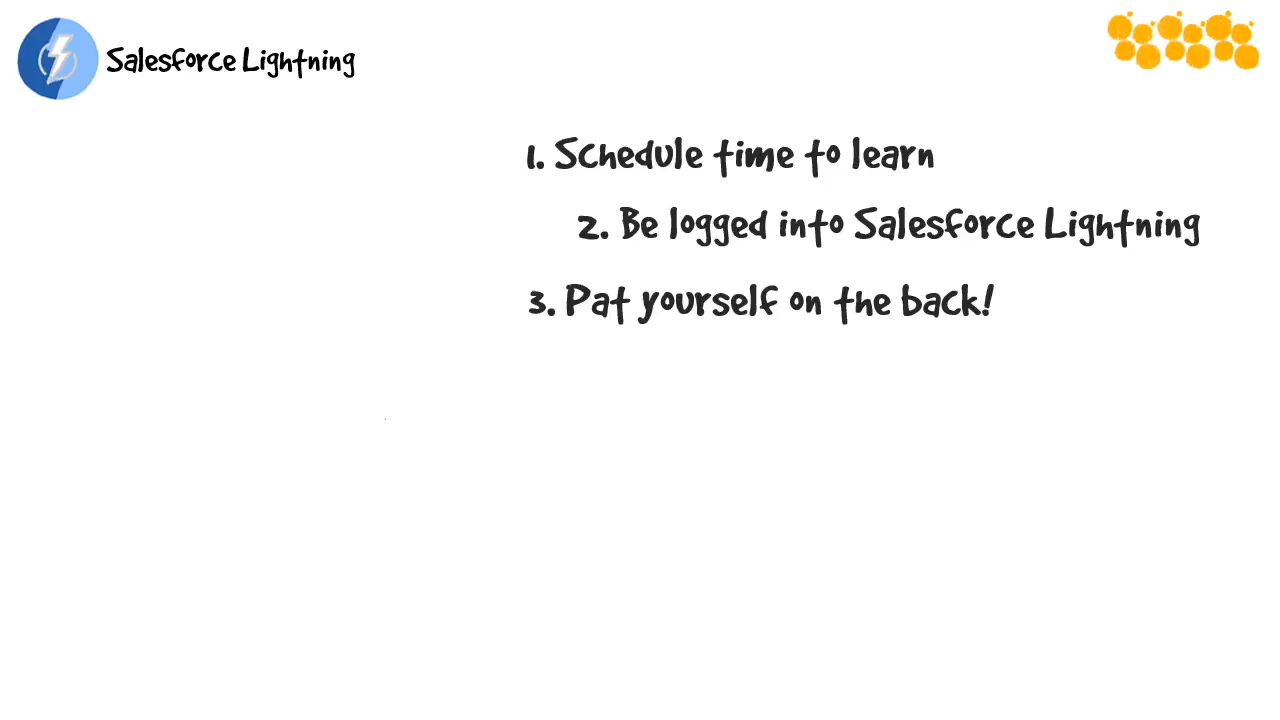 Salesforce Lightning
1. Schedule time to learn
2. Be logged into Salesforce Lightning
3. Pat yourself on the back!